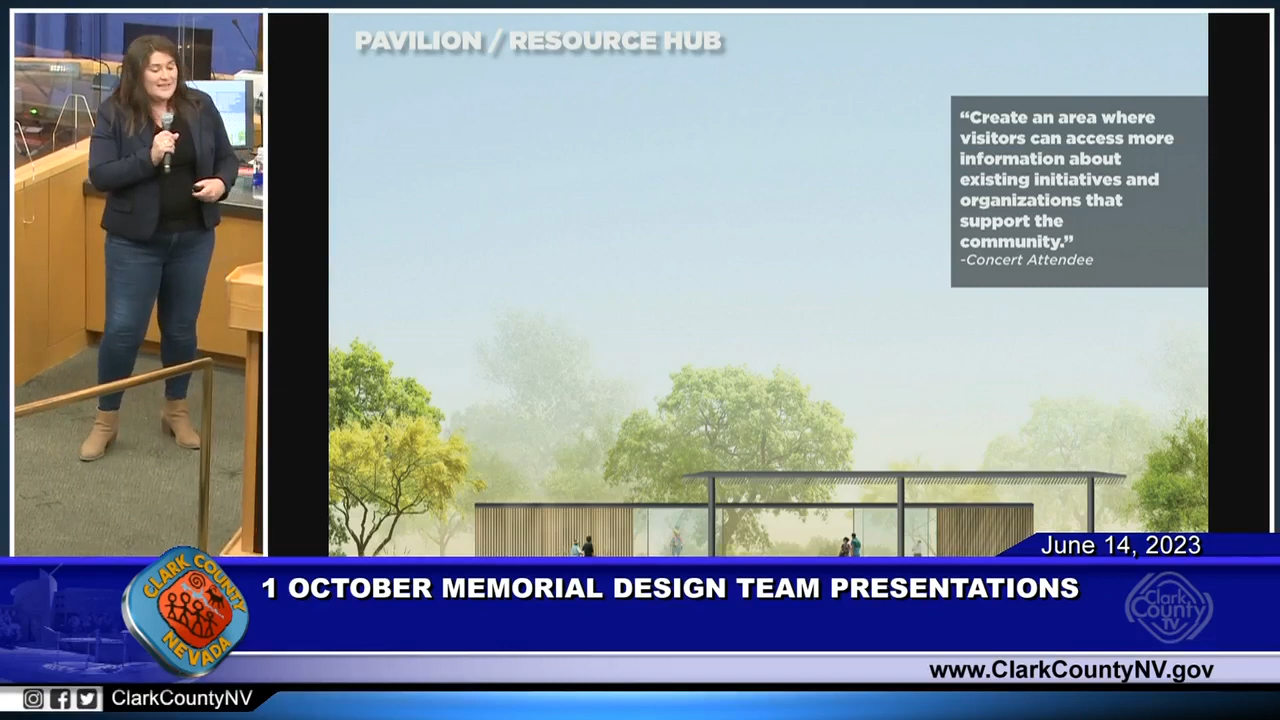 PAVILION / RESOURCE HUB
“Create an area where
visitors can access more
information about
existing initiatives and
organizations that
support the
community.”
-Concert Attendee
June 14, 2023
1 OCTOBER MEMORIAL DESIGN TEAM PRESENTATIONS
CLARK COUNTY
NEVADA
Clark
County
TV
www.ClarkCountyNV.gov
ClarkCountyNV